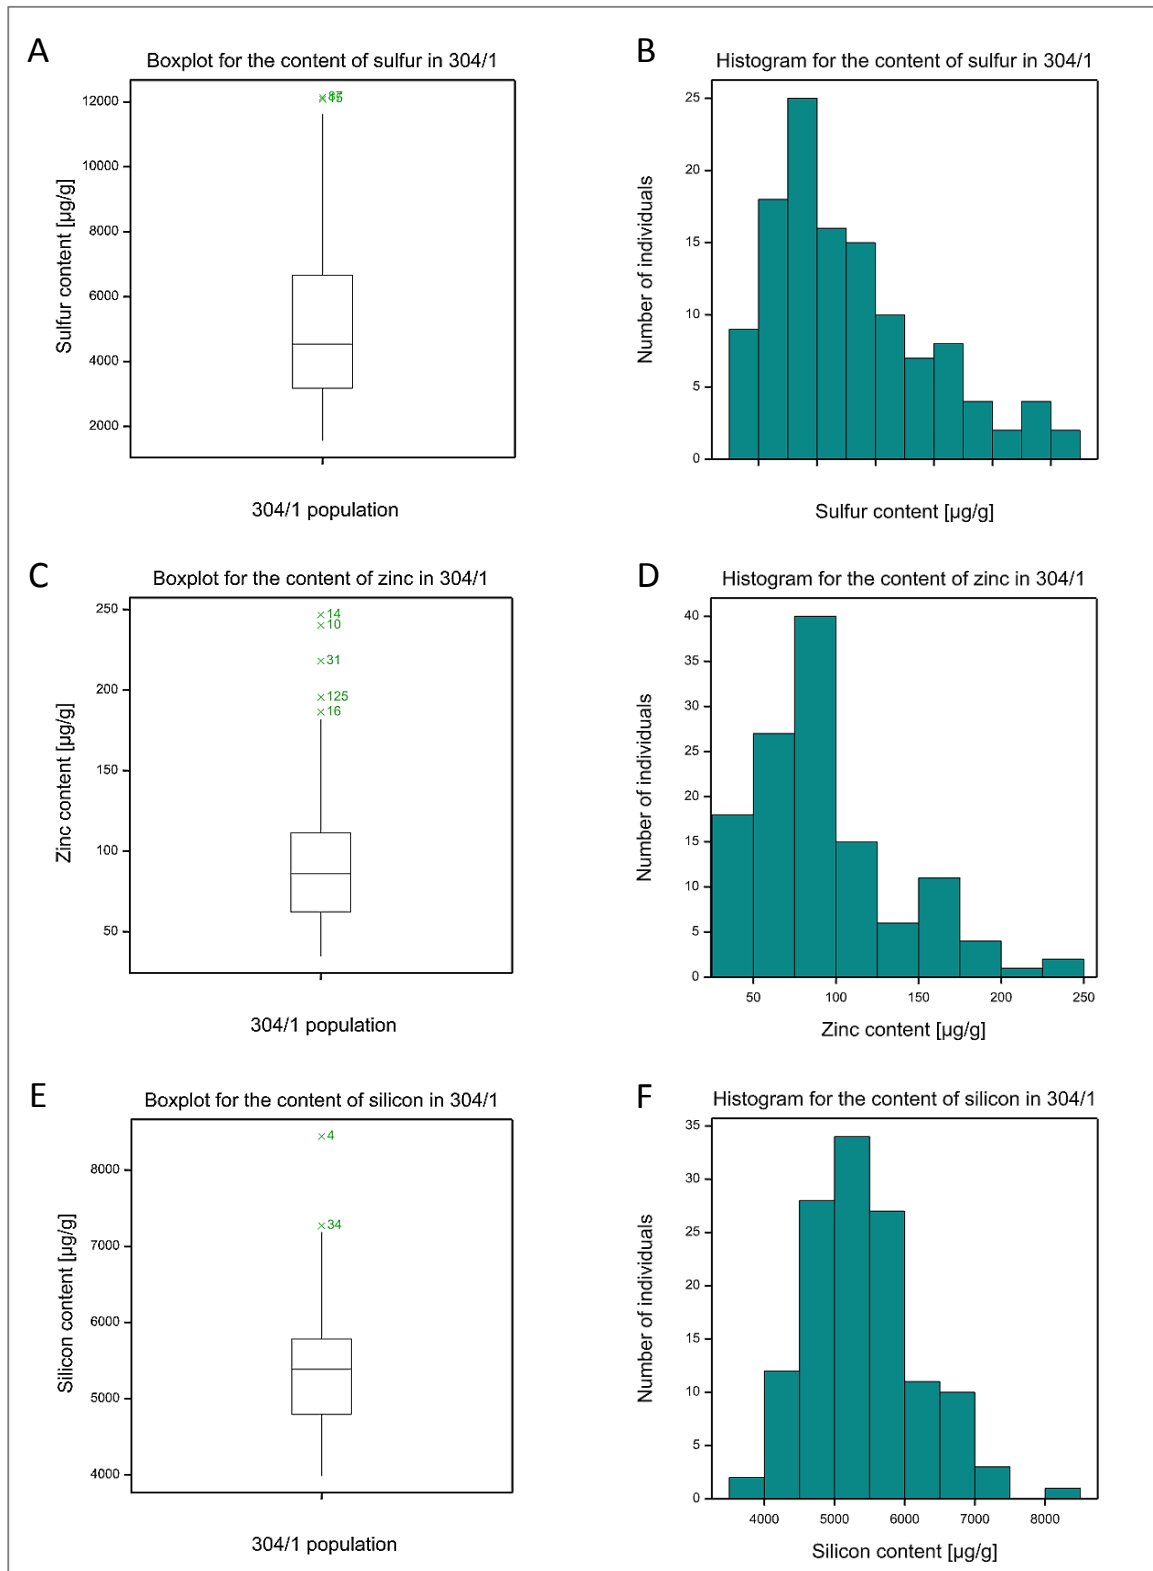 A
Boxplot for the content of sulfur in 304/1
12000
10000
8000
6000
4000
2000
Sulfur content [µg/g]
×45
304/1 population
B
Histogram for the content of sulfur in 304/1
25
20
15
10
5
0
Number of individuals
Sulfur content [µg/g]
C
Boxplot for the content of zinc in 304/1
250
200
150
100
50
Zinc content [µg/g]
×14
×10
×31
×125
×16
304/1 population
D
Histogram for the content of zinc in 304/1
40
35
30
25
20
15
10
5
0
Number of individuals
50 100 150 200 250
Zinc content [µg/g]
E
Boxplot for the content of silicon in 304/1
8000
7000
6000
5000
4000
Silicon content [µg/g]
×4
×34
304/1 population
F
Histogram for the content of silicon in 304/1
35
30
25
20
15
10
5
0
Number of individuals
4000 5000 6000 7000 8000
Silicon content [µg/g]